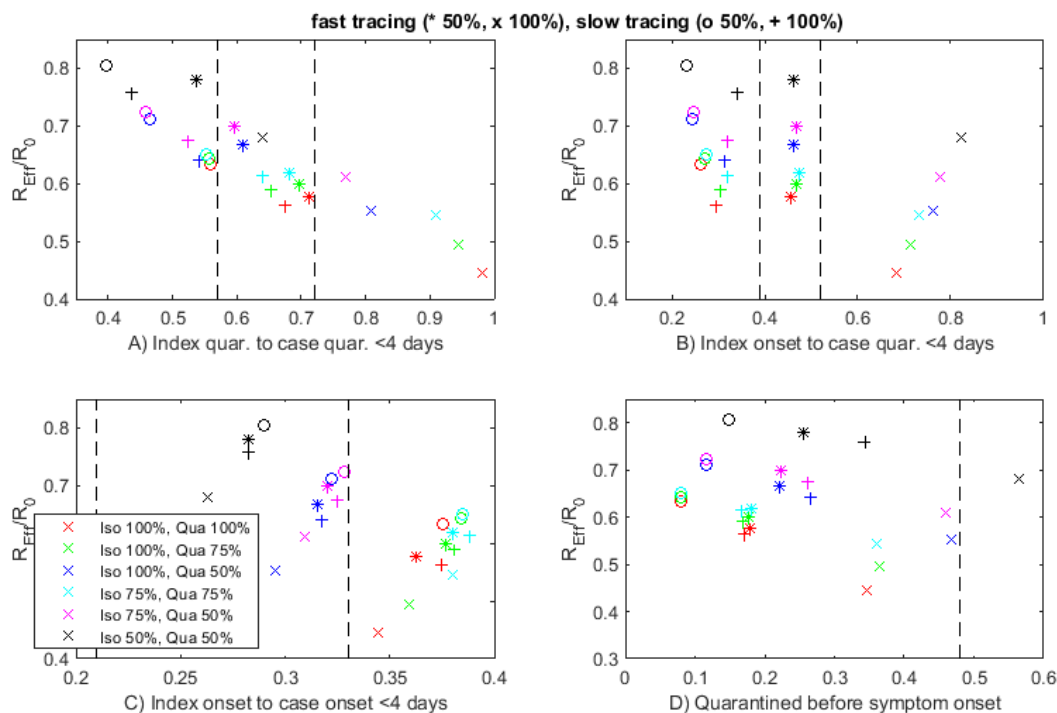 fast tracing (* 50%, x 100%), slow tracing (o 50%, + 100%)
R_Eff/R_0
0.8
0.7
0.6
0.5
0.4
0.4 0.5 0.6 0.7 0.8 0.9 1
A) Index quar. to case quar. <4 days
R_Eff/R_0
0.8
0.7
0.6
0.5
0.4
0.2 0.4 0.6 0.8 1
B) Index onset to case quar. <4 days
R_Eff/R_0
0.8
0.7
0.6
0.4
0.2 0.25 0.3 0.35 0.4
C) Index onset to case onset <4 days
Iso 100%, Qua 100%
Iso 100%, Qua 75%
Iso 100%, Qua 50%
Iso 75%, Qua 75%
Iso 75%, Qua 50%
Iso 50%, Qua 50%
R_Eff/R_0
0.8
0.7
0.6
0.5
0.4
0.3
0 0.1 0.2 0.3 0.4 0.5 0.6
D) Quarantined before symptom onset